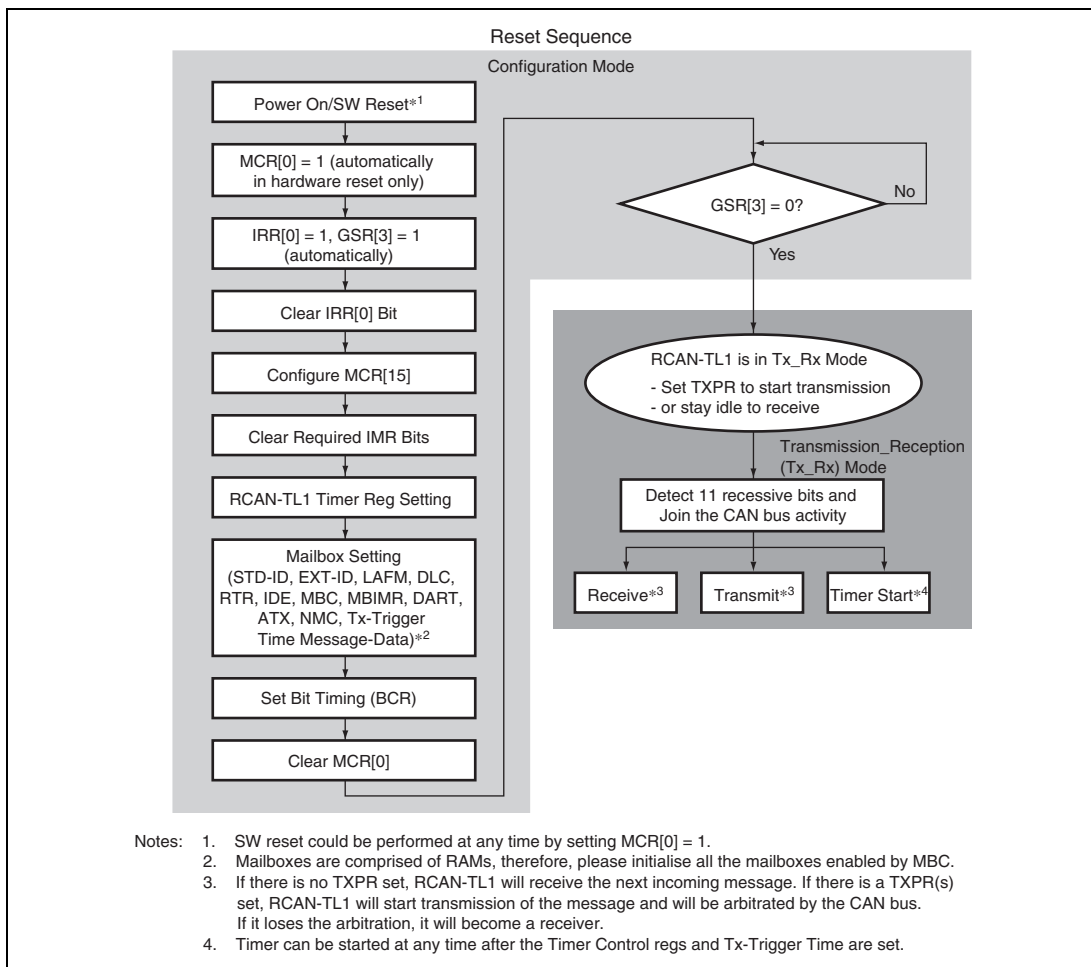 Reset Sequence
Configuration Mode
Power On/SW Reset*1
MCR[0] = 1 (automatically
in hardware reset only)
IRR[0] = 1, GSR[3] = 1
(automatically)
Clear IRR[0] Bit
Configure MCR[15]
Clear Required IMR Bits
RCAN-TL1 Timer Reg Setting
Mailbox Setting
(STD-ID, EXT-ID, LAFM, DLC,
RTR, IDE, MBC, MBIMR, DART,
ATX, NMC, Tx-Trigger
Time Message-Data)*2
Set Bit Timing (BCR)
Clear MCR[0]
GSR[3] = 0?
No
Yes
RCAN-TL1 is in Tx_Rx Mode
- Set TXPR to start transmission
- or stay idle to receive
Transmission_Reception
(Tx_Rx) Mode
Detect 11 recessive bits and
Join the CAN bus activity
Receive*3
Transmit*3
Timer Start*4
Notes: 1. SW reset could be performed at any time by setting MCR[0] = 1.
2. Mailboxes are comprised of RAMs, therefore, please initialise all the mailboxes enabled by MBC.
3. If there is no TXPR set, RCAN-TL1 will receive the next incoming message. If there is a TXPR(s)
set, RCAN-TL1 will start transmission of the message and will be arbitrated by the CAN bus.
If it loses the arbitration, it will become a receiver.
4. Timer can be started at any time after the Timer Control regs and Tx-Trigger Time are set.